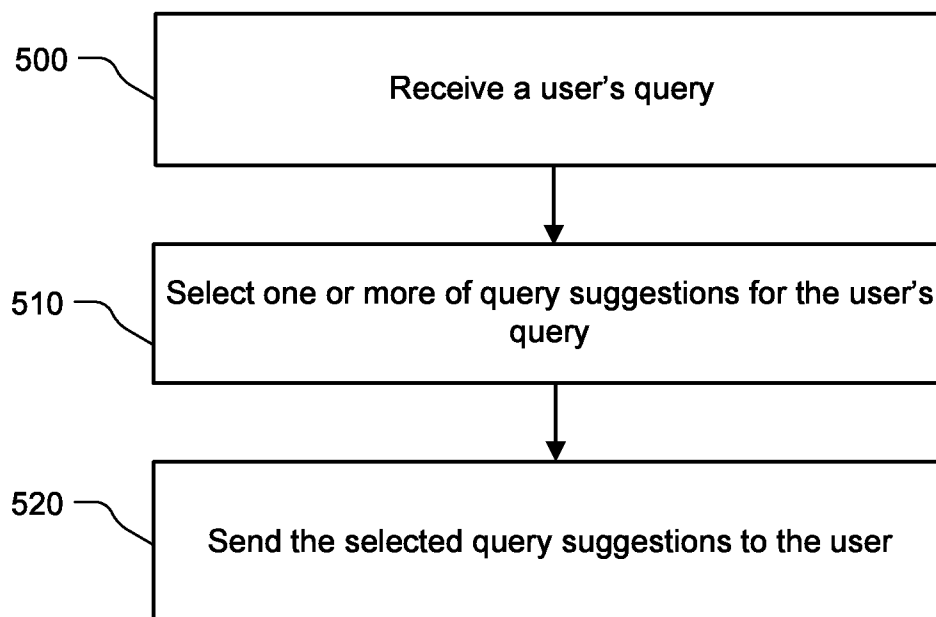 500
Receive a user’s query
510
Select one or more of query suggestions for the user’s
query
520
Send the selected query suggestions to the user